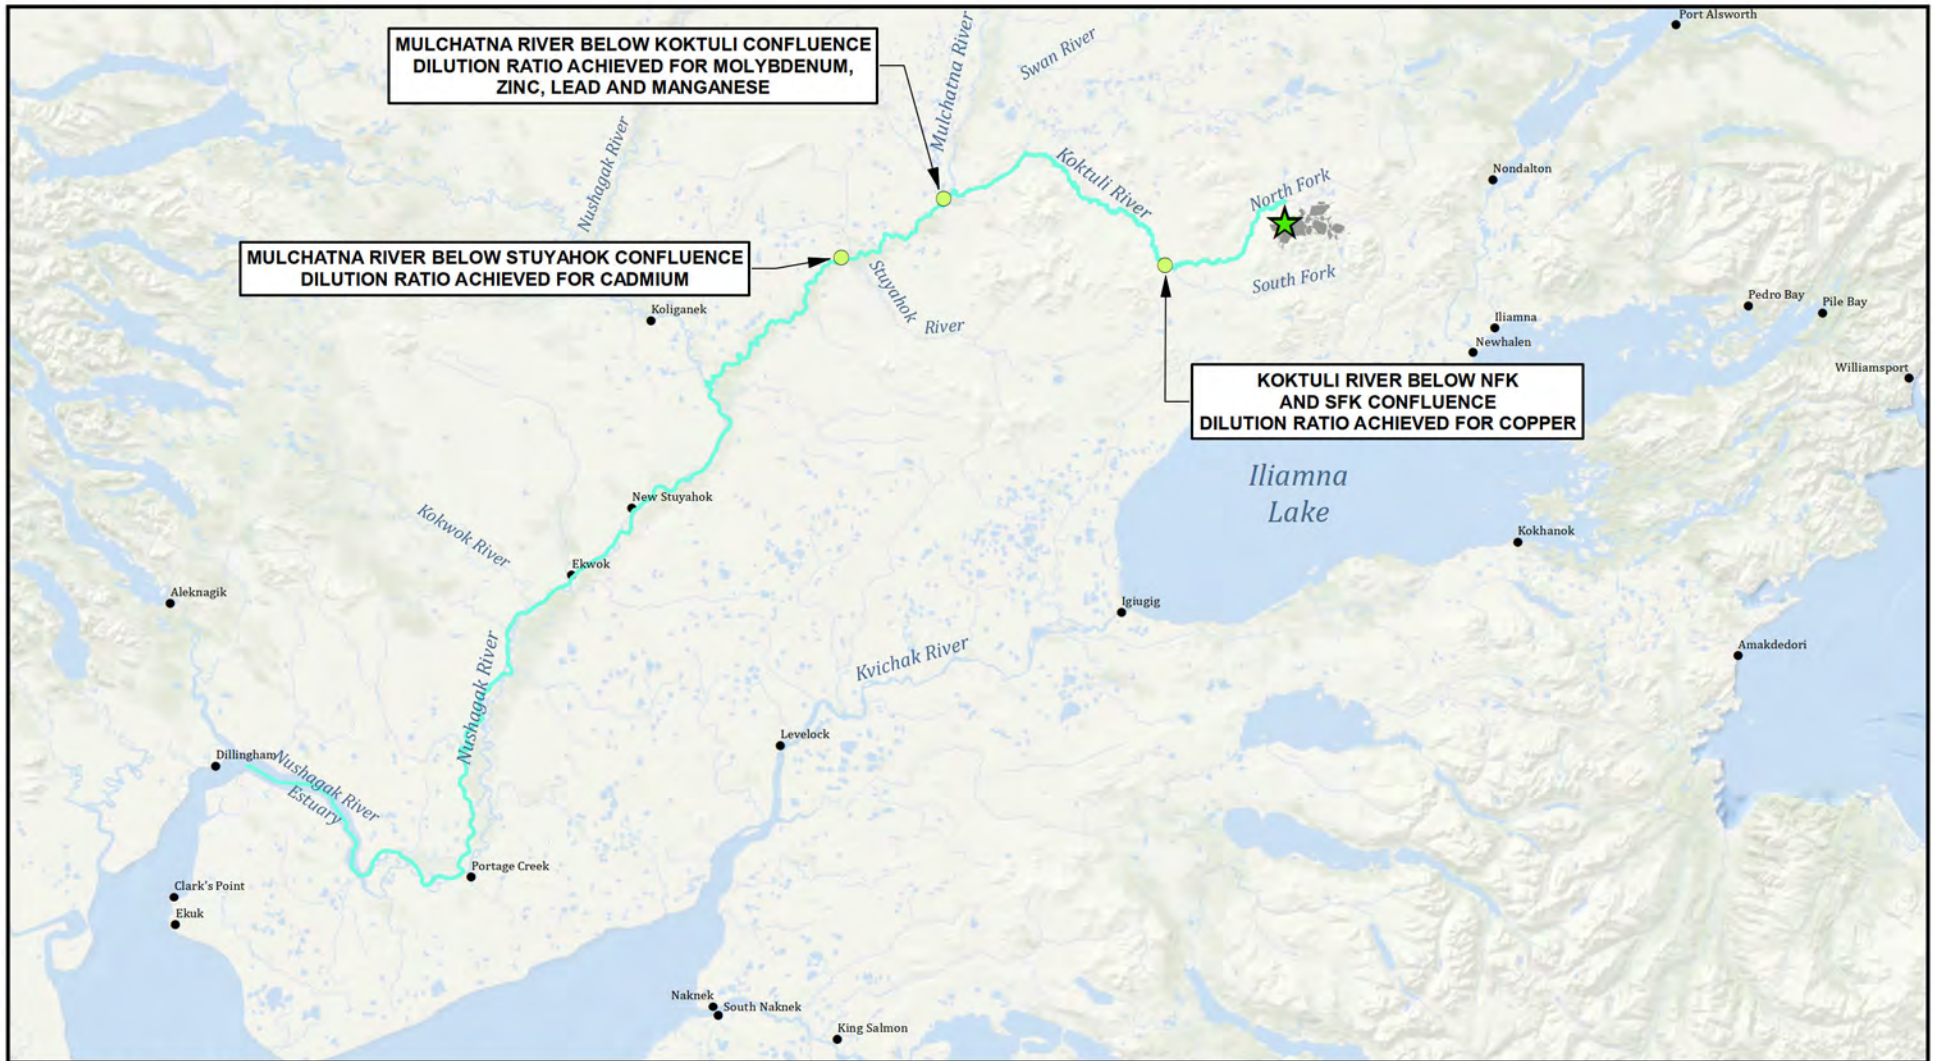 Port Alsworth
MULCHATNA RIVER BELOW KOKTULI CONFLUENCE
DILUTION RATIO ACHIEVED FOR MOLYBDENUM,
ZINC, LEAD AND MANGANESE
Mulchatna River
Swan River
Nushagak River
Koktuli River
North Fork
Nondalton
MULCHATNA RIVER BELOW STUYAHOK CONFLUENCE
DILUTION RATIO ACHIEVED FOR CADMIUM
Stuyahok
River
South Fork
Koliganek
Pedro Bay
Pile Bay
Iliamna
Newhalen
Williamsport
KOKTULI RIVER BELOW NFK
AND SFK CONFLUENCE
DILUTION RATIO ACHIEVED FOR COPPER
Iliamna
Lake
New Stuyahok
Kokwok River
Kokhanok
Ekwok
Aleknagik
Igiugig
Nushagak River
Kvichak River
Amakdedori
Levelock
Dillingham
Nushagak River
Estuary
Portage Creek
Clark's Point
Ekuk
Naknek
South Naknek
King Salmon